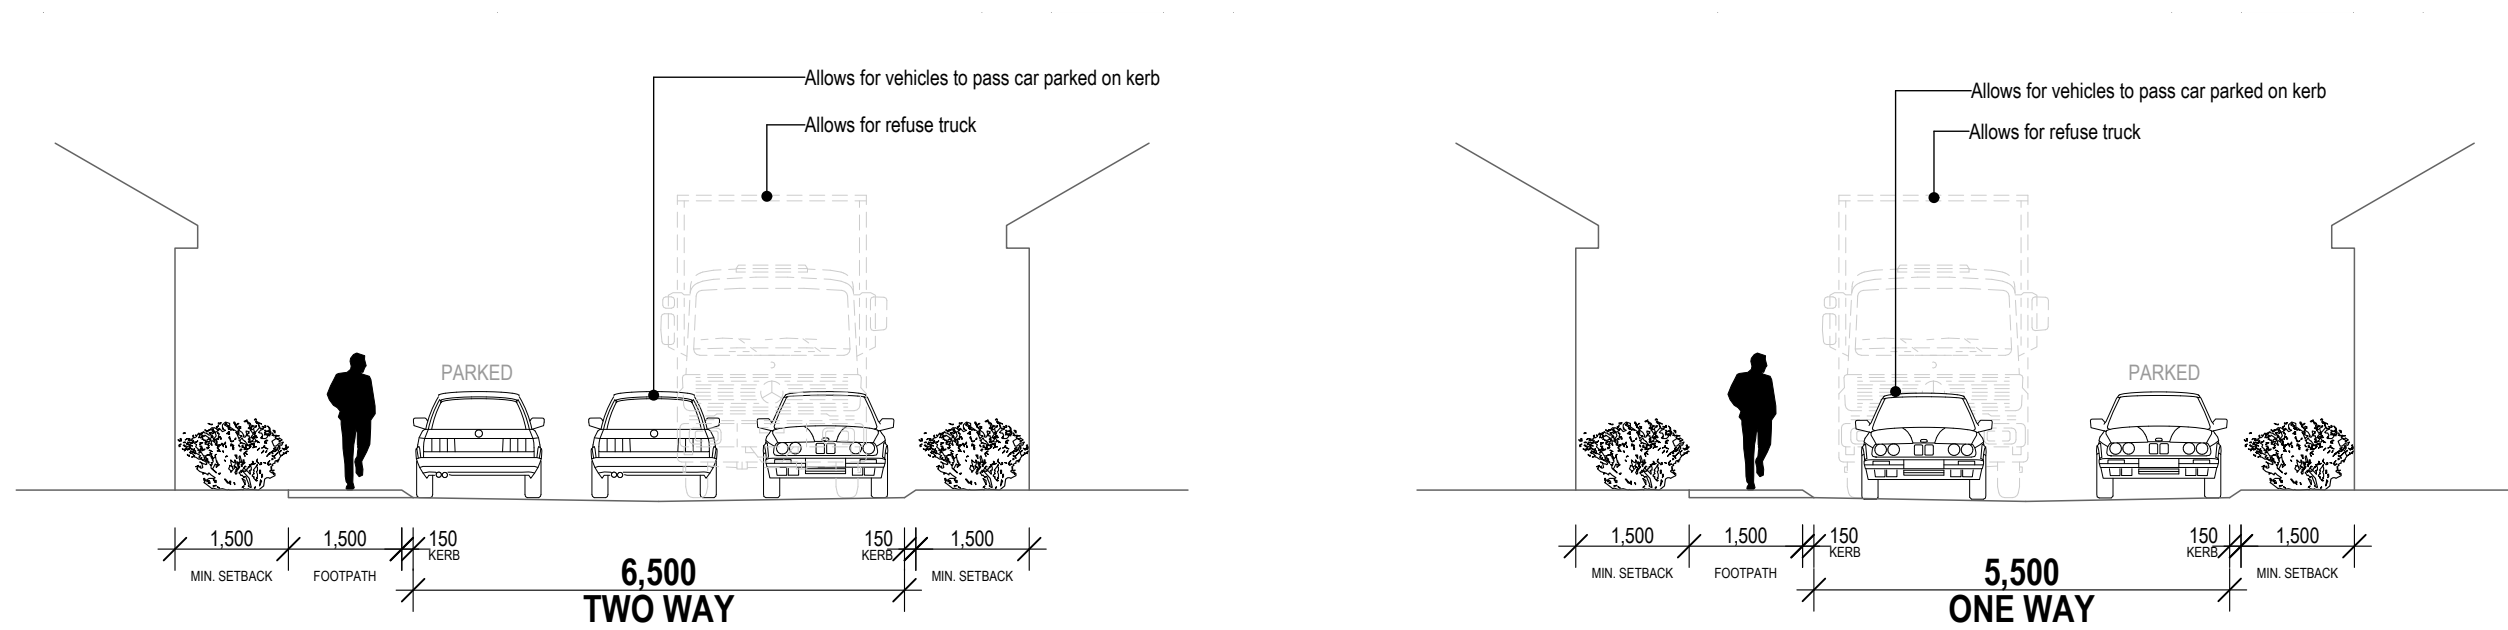 Allows for vehicles to pass car parked on kerb
Allows for refuse truck
PARKED
1,500
1,500
150
KERB
150
KERB
1,500
MIN. SETBACK
FOOTPATH
MIN. SETBACK
6,500
TWO WAY
Allows for vehicles to pass car parked on kerb
Allows for refuse truck
PARKED
1,500
1,500
150
KERB
150
KERB
1,500
MIN. SETBACK
FOOTPATH
MIN. SETBACK
5,500
ONE WAY